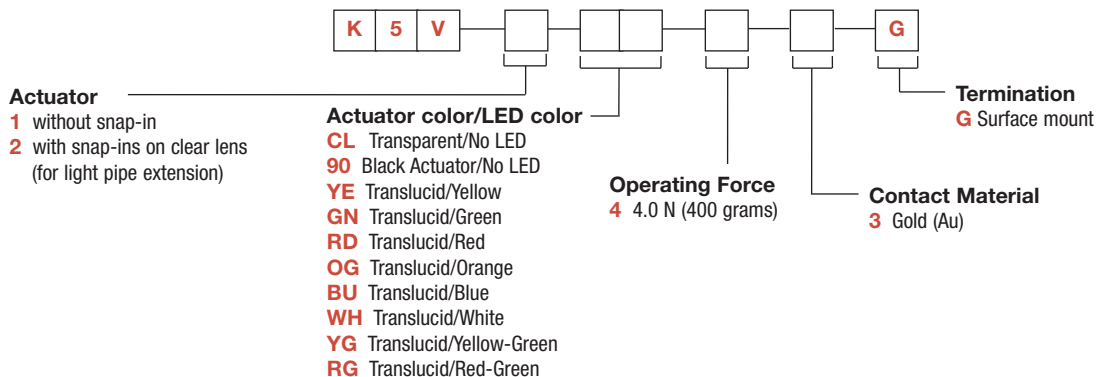 K 5 V G
Actuator
1 without snap-in
2 with snap-ins on clear lens
(for light pipe extension)
Actuator color/LED color
CL Transparent/No LED
90 Black Actuator/No LED
YE Translucid/Yellow
GN Translucid/Green
RD Translucid/Red
OG Translucid/Orange
BU Translucid/Blue
WH Translucid/White
YG Translucid/Yellow-Green
RG Translucid/Red-Green
Operating Force
4 4.0 N (400 grams)
Contact Material
3 Gold (Au)
Termination
G Surface mount